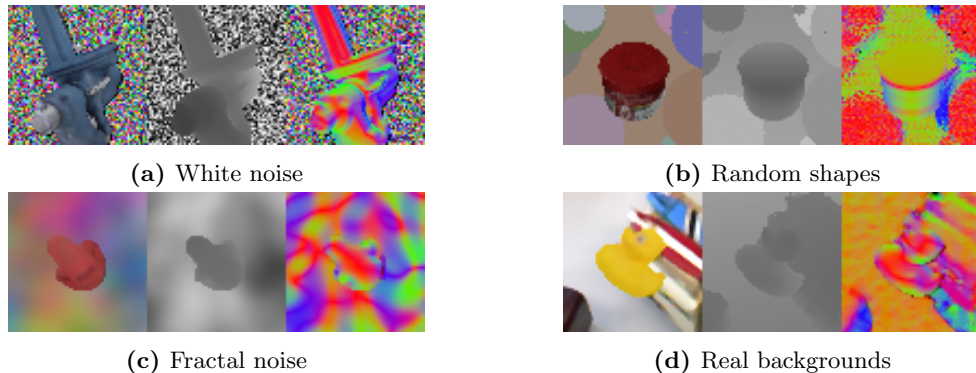 (a) White noise
(b) Random shapes
(c) Fractal noise
(d) Real backgrounds